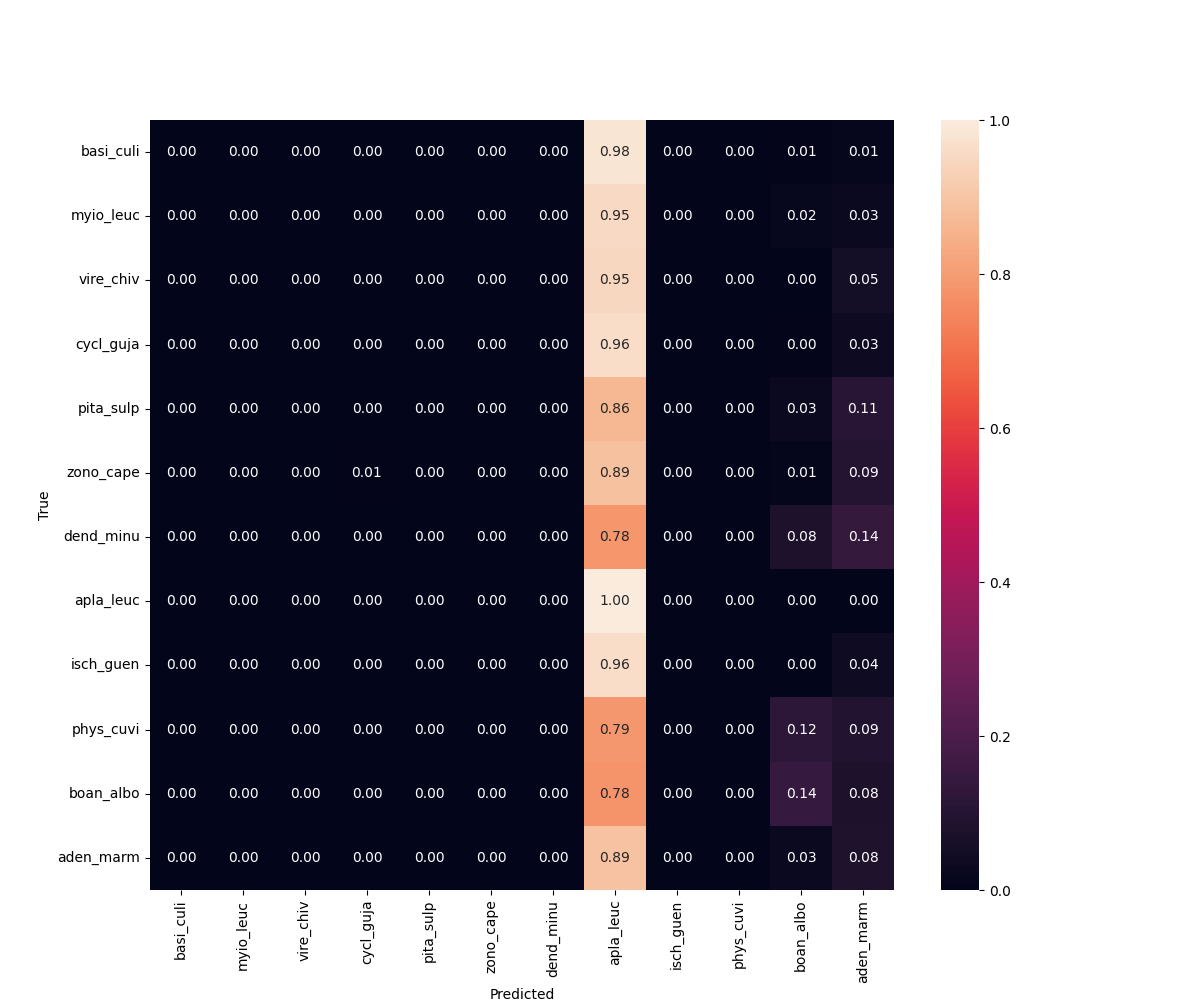 basi_culi 0.00 0.00 0.00 0.00 0.00 0.00 0.00 0.98 0.00 0.00 0.01 0.01
myio_leuc 0.00 0.00 0.00 0.00 0.00 0.00 0.00 0.95 0.00 0.00 0.02 0.03
vire_chiv 0.00 0.00 0.00 0.00 0.00 0.00 0.00 0.95 0.00 0.00 0.00 0.05
cycl_guja 0.00 0.00 0.00 0.00 0.00 0.00 0.00 0.96 0.00 0.00 0.00 0.03
pita_sulp 0.00 0.00 0.00 0.00 0.00 0.00 0.00 0.86 0.00 0.00 0.03 0.11
zono_cape 0.00 0.00 0.00 0.01 0.00 0.00 0.00 0.89 0.00 0.00 0.01 0.09
dend_minu 0.00 0.00 0.00 0.00 0.00 0.00 0.00 0.78 0.00 0.00 0.08 0.14
apla_leuc 0.00 0.00 0.00 0.00 0.00 0.00 0.00 1.00 0.00 0.00 0.00 0.00
isch_guen 0.00 0.00 0.00 0.00 0.00 0.00 0.00 0.96 0.00 0.00 0.00 0.04
phys_cuvi 0.00 0.00 0.00 0.00 0.00 0.00 0.00 0.79 0.00 0.00 0.12 0.09
boan_albo 0.00 0.00 0.00 0.00 0.00 0.00 0.00 0.78 0.00 0.00 0.14 0.08
aden_marm 0.00 0.00 0.00 0.00 0.00 0.00 0.00 0.89 0.00 0.00 0.03 0.08
True
basi_culi myio_leuc vire_chiv cycl_guja pita_sulp zono_cape dend_minu apla_leuc isch_guen phys_cuvi boan_albo aden_marm
Predicted
1.0
0.8
0.6
0.4
0.2
0.0